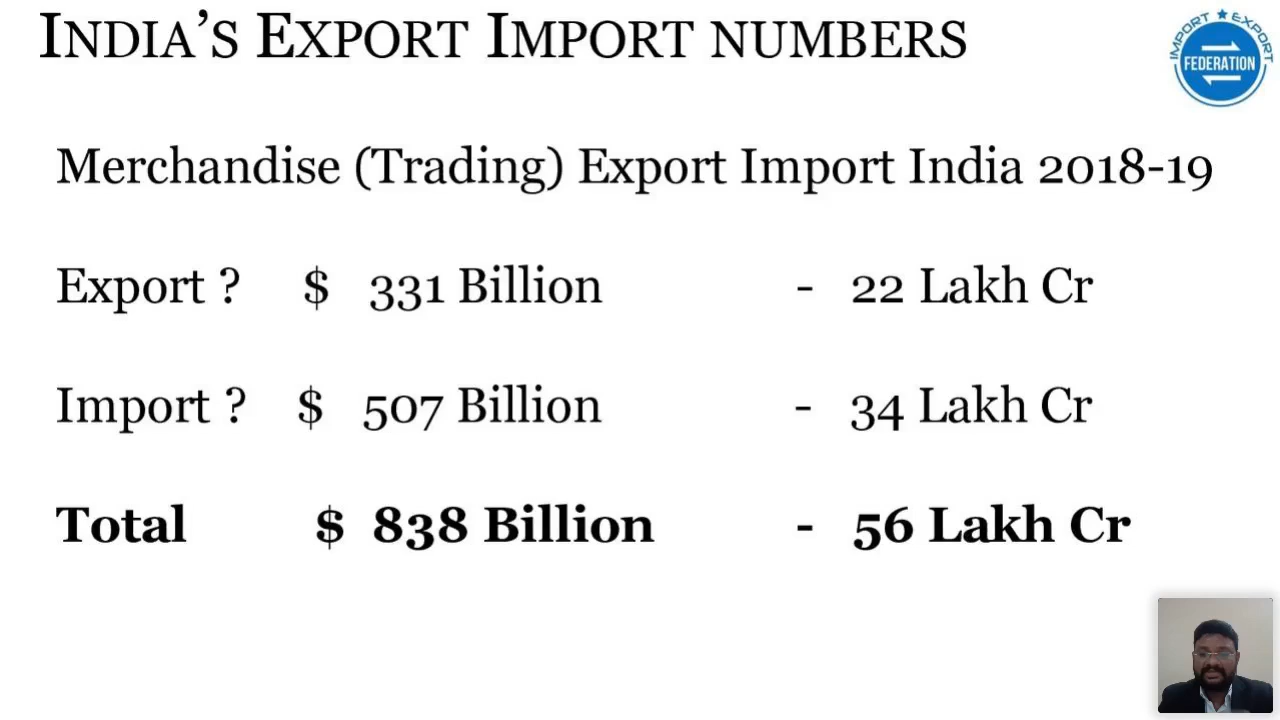 INDIA'S EXPORT IMPORT NUMBERS
IMPORT ★ EXPORT
FEDERATION
Merchandise (Trading) Export Import India 2018-19
Export ? $ 331 Billion - 22 Lakh Cr
Import ? $ 507 Billion - 34 Lakh Cr
Total $ 838 Billion - 56 Lakh Cr